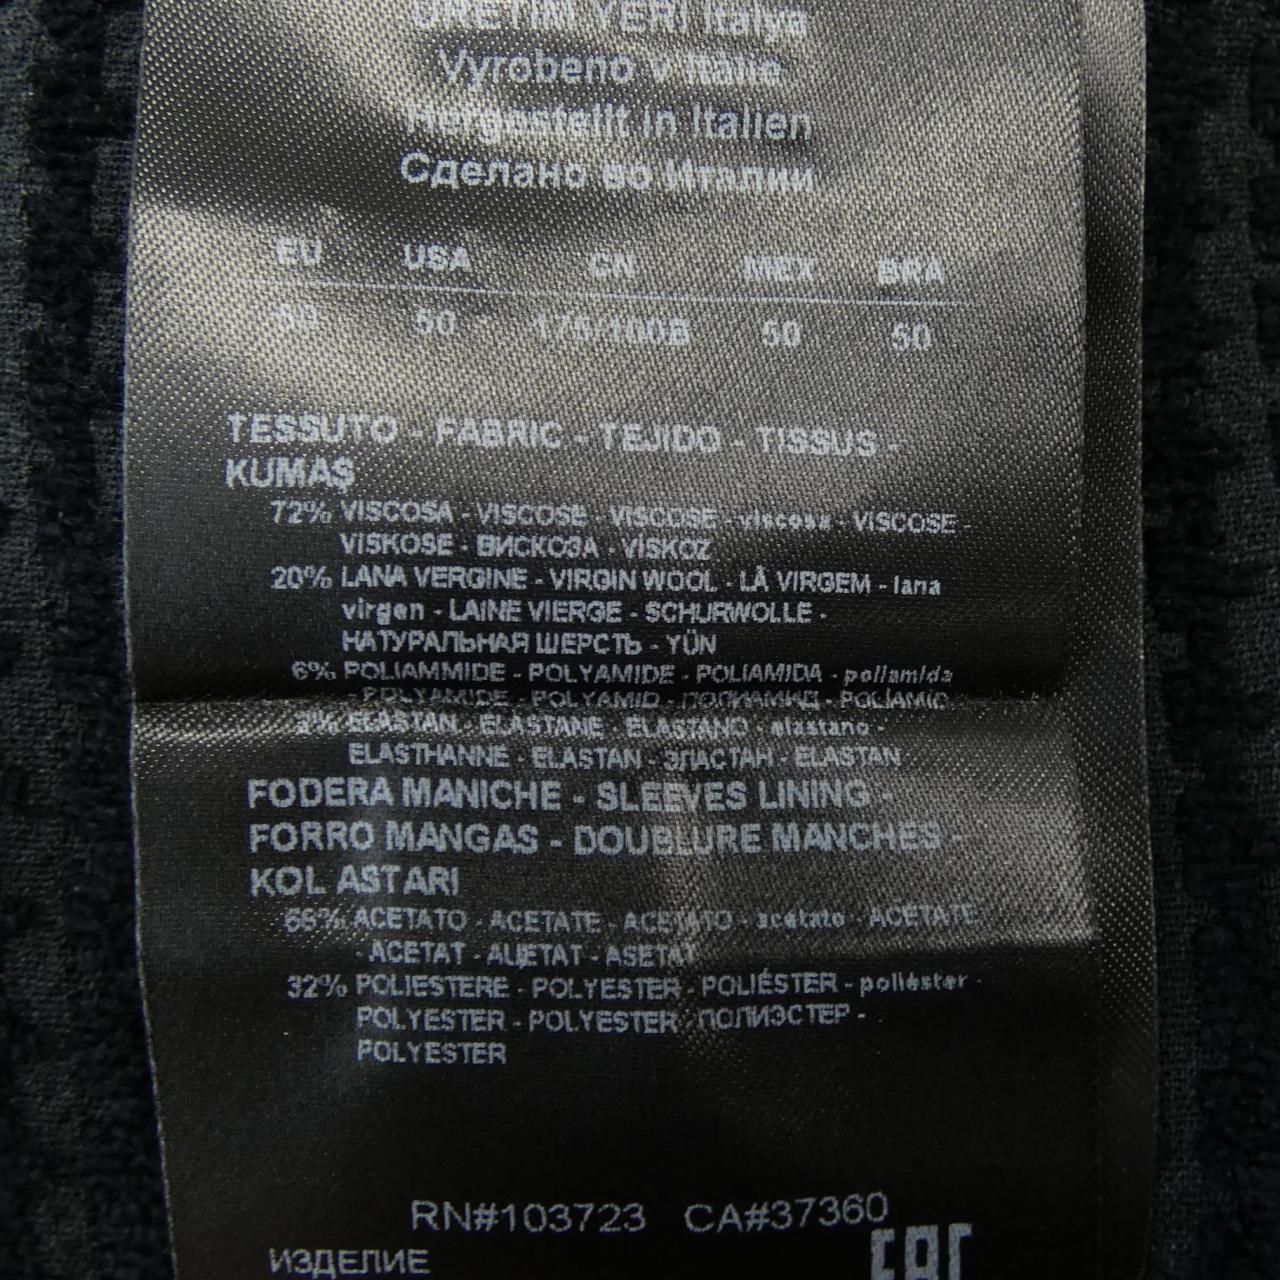 ÜRETİM YERİ İtalya
Vyrobeno v Itálie
Hergestellt in Italien
Сделано во Италии
EU USA CN MEX BRA
50 50 175/100B 50 50
TESSUTO - FABRIC - TEJIDO - TISSUS -
KUMAŞ
72% VISCOSA - VISCOSE - VISCOSE - viscosa - VISCOSE -
VISKOSE - ВИСКОЗА - VİSKOZ
20% LANA VERGINE - VIRGIN WOOL - LÃ VIRGEM - lana
virgen - LAINE VIERGE - SCHURWOLLE -
НАТУРАЛЬНАЯ ШЕРСТЬ - YÜN
6% POLIAMMIDE - POLYAMIDE - POLIAMIDA - poliamida
- POLYAMIDE - POLYAMID - ПОЛИАМИД - POLİAMİD
2% ELASTAN - ELASTANE - ELASTANO - elastano -
ELASTHANNE - ELASTAN - ЭЛАСТАН - ELASTAN
FODERA MANICHE - SLEEVES LINING -
FORRO MANGAS - DOUBLURE MANCHES -
KOL ASTARI
68% ACETATO - ACETATE - ACETATO - acetato - ACETATE
- ACETAT - АЦЕТАТ - ASETAT
32% POLIESTERE - POLYESTER - POLIÉSTER - poliéster -
POLYESTER - POLYESTER - ПОЛИЭСТЕР -
POLYESTER
RN#103723 CA#37360
ИЗДЕЛИЕ EAC